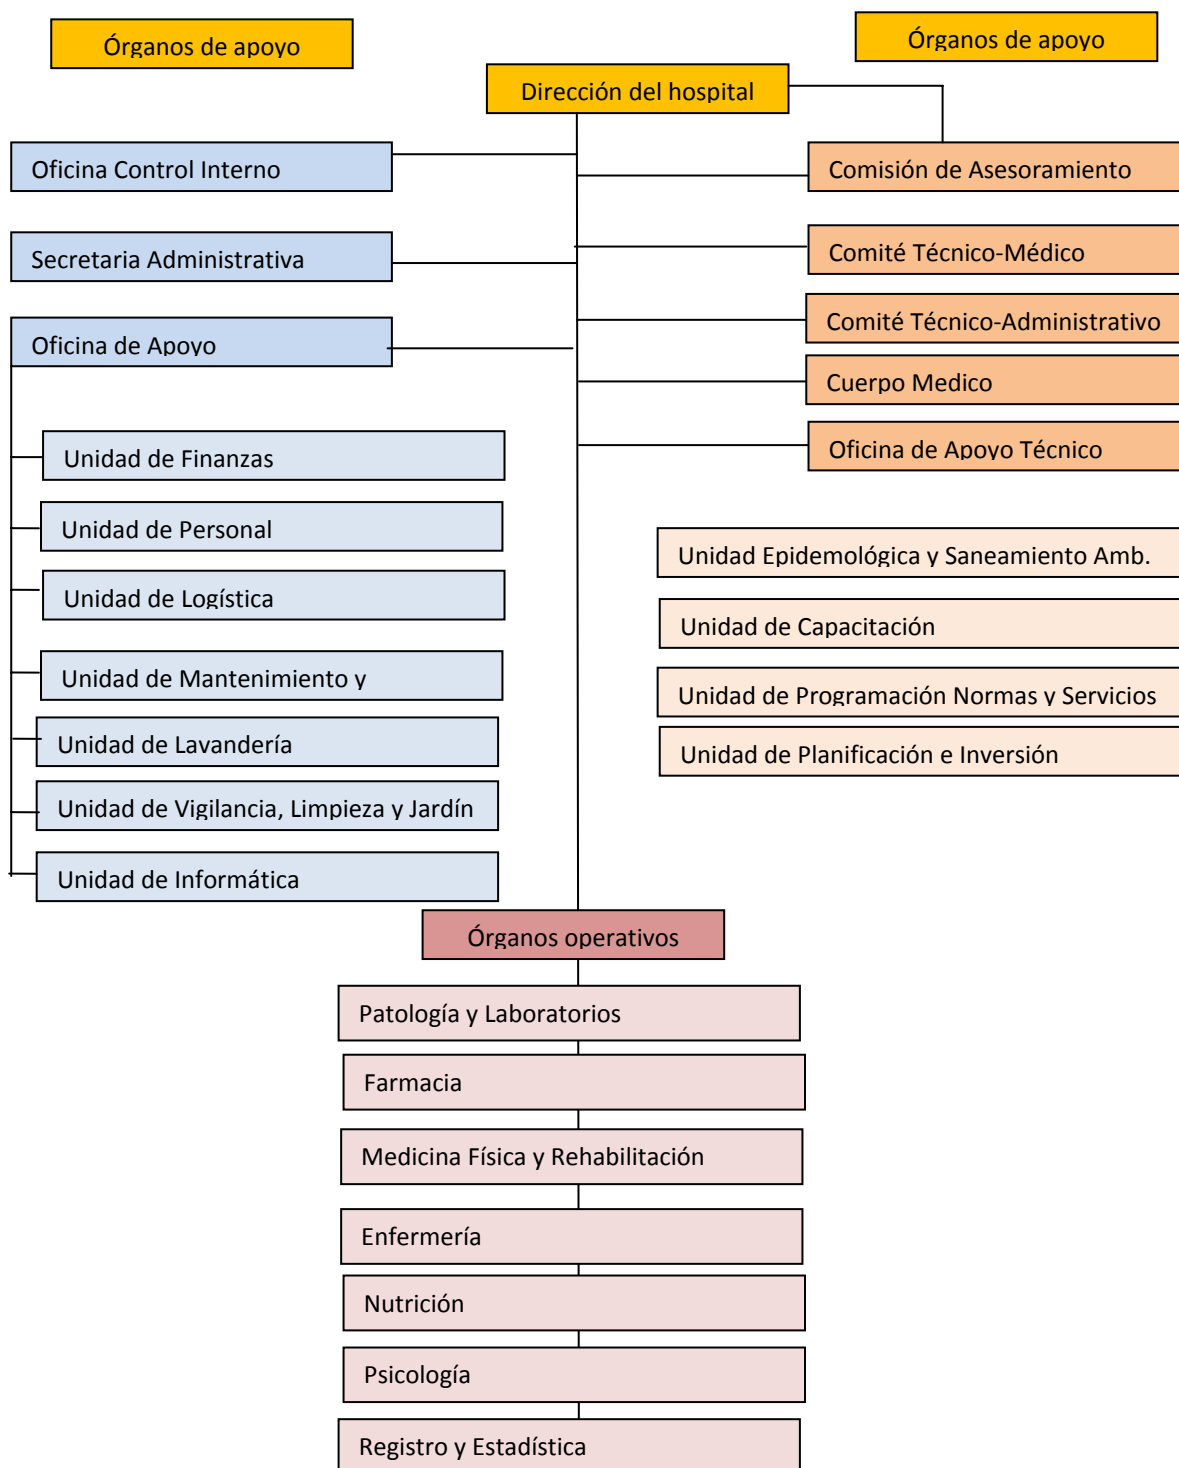 Órganos de apoyo
Órganos de apoyo
Dirección del hospital
Oficina Control Interno
Comisión de Asesoramiento
Secretaria Administrativa
Comité Técnico-Médico
Comité Técnico-Administrativo
Oficina de Apoyo
Cuerpo Medico
Oficina de Apoyo Técnico
Unidad de Finanzas
Unidad de Personal
Unidad de Logística
Unidad de Mantenimiento y
Unidad de Lavandería
Unidad de Vigilancia, Limpieza y Jardín
Unidad de Informática
Unidad Epidemológica y Saneamiento Amb.
Unidad de Capacitación
Unidad de Programación Normas y Servicios
Unidad de Planificación e Inversión
Órganos operativos
Patología y Laboratorios
Farmacia
Medicina Física y Rehabilitación
Enfermería
Nutrición
Psicología
Registro y Estadística